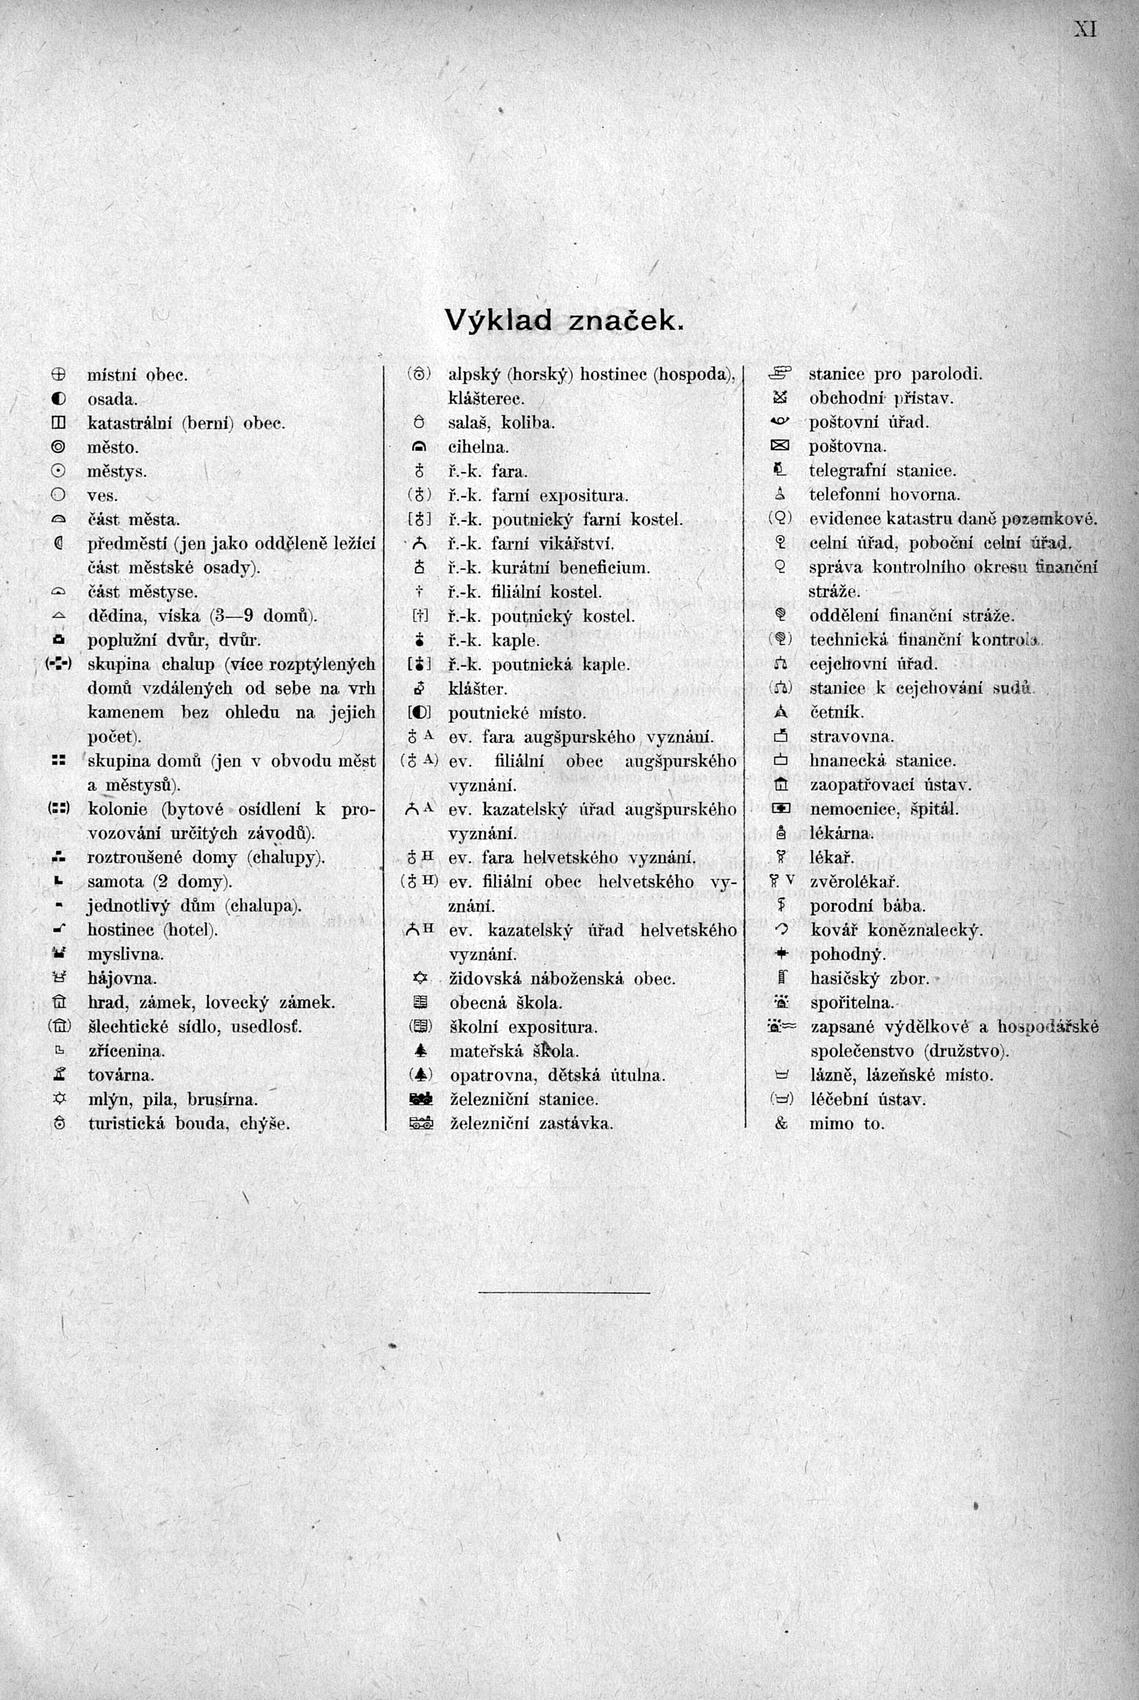 XI
Výklad značek.
místní obec.
osada.
katastrální (berní) obec.
město.
městys.
ves.
část města.
předměstí (jen jako odděleně ležící
část městské osady).
část městyse.
dědina, víska (3—9 domů).
poplužní dvůr, dvůr.
skupina chalup (více rozptýlených
domů vzdálených od sebe na vrh
kamenem bez ohledu na jejich
počet).
skupina domů (jen v obvodu měst
a městysů).
kolonie (bytové osídlení k pro-
vozování určitých závodů).
roztroušené domy (chalupy).
samota (2 domy).
jednotlivý dům (chalupa).
hostinec (hotel).
myslivna.
hájovna.
hrad, zámek, lovecký zámek.
šlechtické sídlo, usedlosť.
zřícenina.
továrna.
mlýn, pila, brusírna.
turistická bouda, chýše.
alpský (horský) hostinec (hospoda),
klášterec.
salaš, koliba.
cihelna.
ř.-k. fara.
ř.-k. farní expositura.
ř.-k. poutnický farní kostel.
ř.-k. farní vikářství.
ř.-k. kurátní beneficium.
† ř.-k. filiální kostel.
[†] ř.-k. poutnický kostel.
ř.-k. kaple.
ř.-k. poutnická kaple.
klášter.
poutnické místo.
A ev. fara augšpurského vyznání.
A) ev. filiální obec augšpurského
vyznání.
A ev. kazatelský úřad augšpurského
vyznání.
H ev. fara helvetského vyznání.
H) ev. filiální obec helvetského vy-
znání.
H ev. kazatelský úřad helvetského
vyznání.
židovská náboženská obec.
obecná škola.
školní expositura.
mateřská škola.
opatrovna, dětská útulna.
železniční stanice.
železniční zastávka.
stanice pro parolodi.
obchodní přístav.
poštovní úřad.
poštovna.
telegrafní stanice.
telefonní hovorna.
evidence katastru daně pozemkové.
celní úřad, poboční celní úřad.
správa kontrolního okresu finanční
stráže.
oddělení finanční stráže.
technická finanční kontrola.
cejchovní úřad.
stanice k cejchování sudů.
četník.
stravovna.
hnanecká stanice.
zaopatřovací ústav.
nemocnice, špitál.
lékárna.
lékař.
V zvěrolékař.
porodní bába.
kovář koněznalecký.
pohodný.
hasičský zbor.
spořitelna.
zapsané výdělkové a hospodářské
společenstvo (družstvo).
lázně, lázeňské místo.
léčební ústav.
& mimo to.